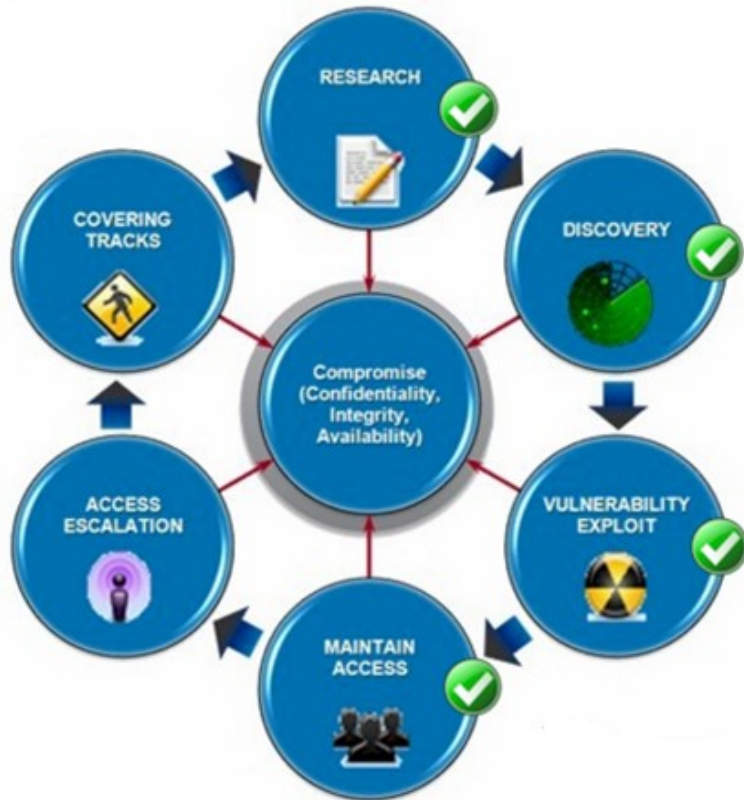 RESEARCH
DISCOVERY
VULNERABILITY
EXPLOIT
MAINTAIN
ACCESS
ACCESS
ESCALATION
COVERING
TRACKS
Compromise
(Confidentiality,
Integrity,
Availability)